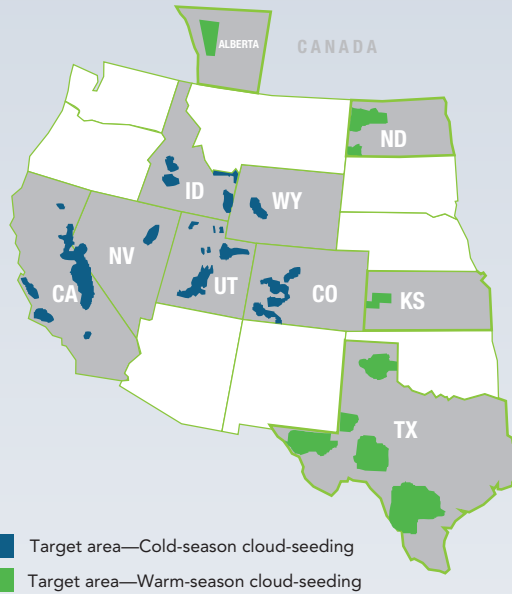 ALBERTA
CANADA
ND
ID
WY
NV
UT
CO
KS
CA
TX
Target area—Cold-season cloud-seeding
Target area—Warm-season cloud-seeding